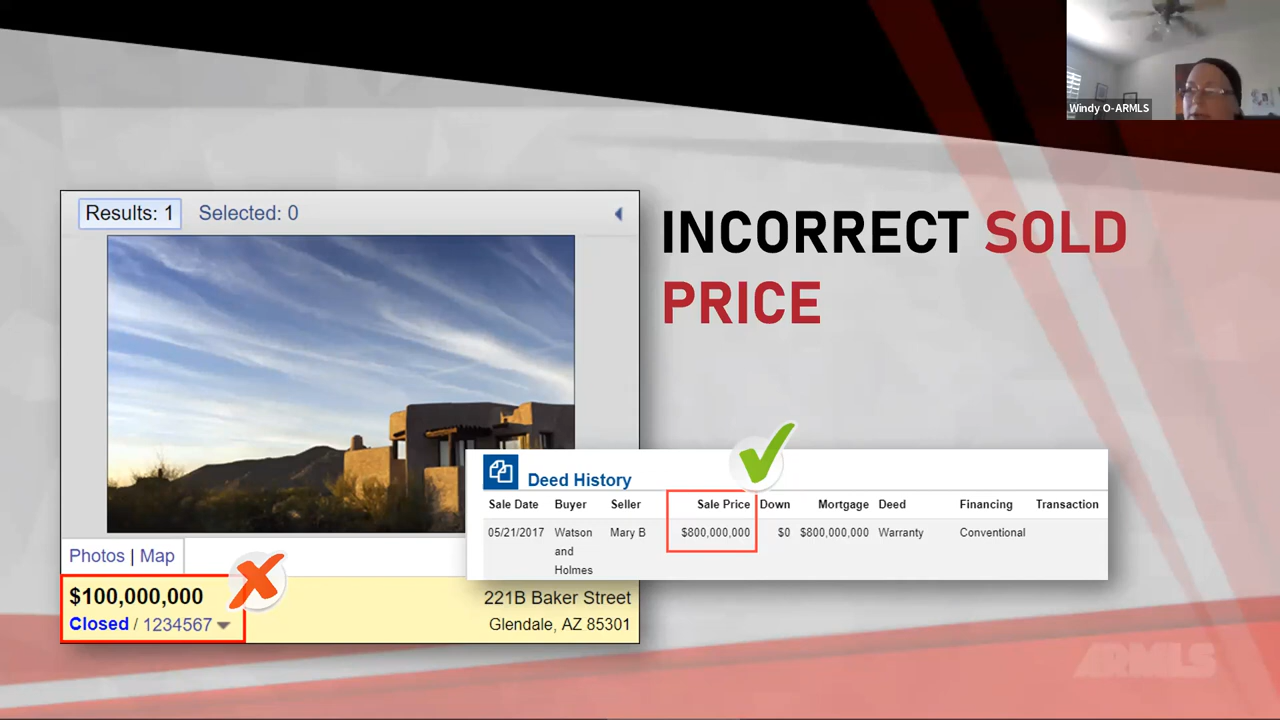 Windy O-ARMLS
Results: 1 Selected: 0
INCORRECT SOLD
PRICE
Deed History
Sale Date Buyer Seller Sale Price Down Mortgage Deed Financing Transaction
05/21/2017 Watson Mary B $800,000,000 $0 $800,000,000 Warranty Conventional
and
Holmes
Photos | Map
$100,000,000 221B Baker Street
Closed / 1234567 Glendale, AZ 85301
ARMLS